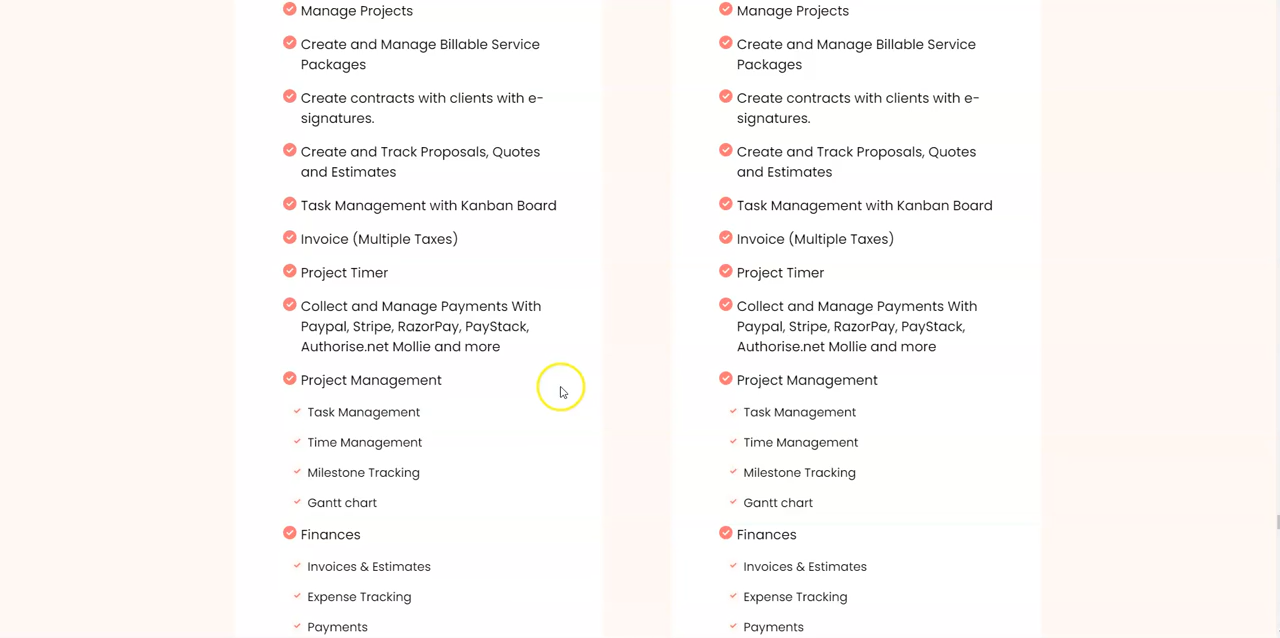 Manage Projects
Create and Manage Billable Service
Packages
Create contracts with clients with e-
signatures.
Create and Track Proposals, Quotes
and Estimates
Task Management with Kanban Board
Invoice (Multiple Taxes)
Project Timer
Collect and Manage Payments With
Paypal, Stripe, RazorPay, PayStack,
Authorise.net Mollie and more
Project Management
Task Management
Time Management
Milestone Tracking
Gantt chart
Finances
Invoices & Estimates
Expense Tracking
Payments
Manage Projects
Create and Manage Billable Service
Packages
Create contracts with clients with e-
signatures.
Create and Track Proposals, Quotes
and Estimates
Task Management with Kanban Board
Invoice (Multiple Taxes)
Project Timer
Collect and Manage Payments With
Paypal, Stripe, RazorPay, PayStack,
Authorise.net Mollie and more
Project Management
Task Management
Time Management
Milestone Tracking
Gantt chart
Finances
Invoices & Estimates
Expense Tracking
Payments